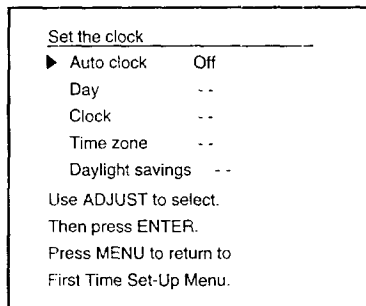 Set the clock
▶ Auto clock Off
Day - -
Clock - -
Time zone - -
Daylight savings - -
Use ADJUST to select.
Then press ENTER.
Press MENU to return to
First Time Set-Up Menu.